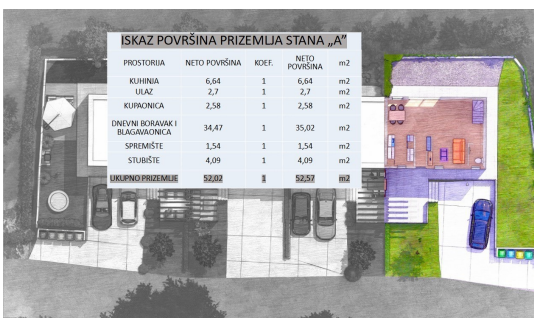 ISKAZ POVRŠINA PRIZEMLJA STANA „A”
PROSTORIJA NETO POVRŠINA KOEF. NETO POVRŠINA m2
KUHINJA 6,64 1 6,64 m2
ULAZ 2,7 1 2,7 m2
KUPAONICA 2,58 1 2,58 m2
DNEVNI BORAVAK I
BLAGAVAONICA 34,47 1 35,02 m2
SPREMIŠTE 1,54 1 1,54 m2
STUBIŠTE 4,09 1 4,09 m2
UKUPNO PRIZEMLJE 52,02 1 52,57 m2